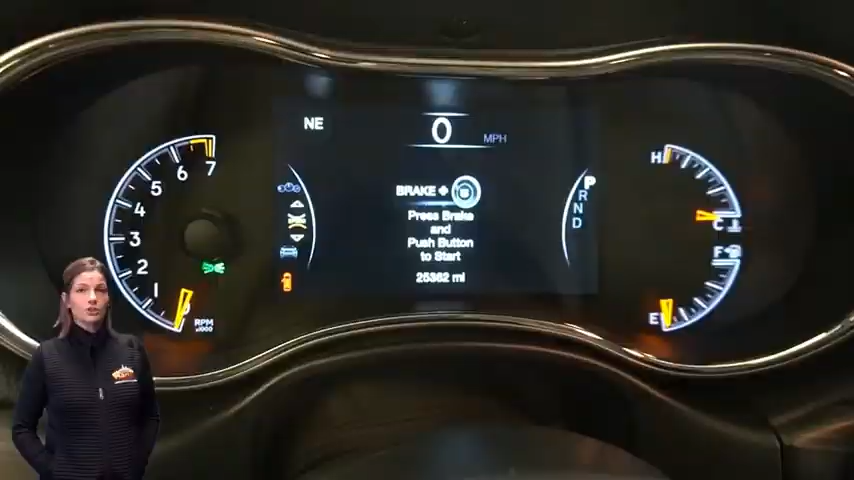 NE
0 MPH
7
6
5
4
3
2
1
0
RPM
x1000
BRAKE +
Press Brake
and
Push Button
to Start
25362 mi
P
R
N
D
H
C
F
E